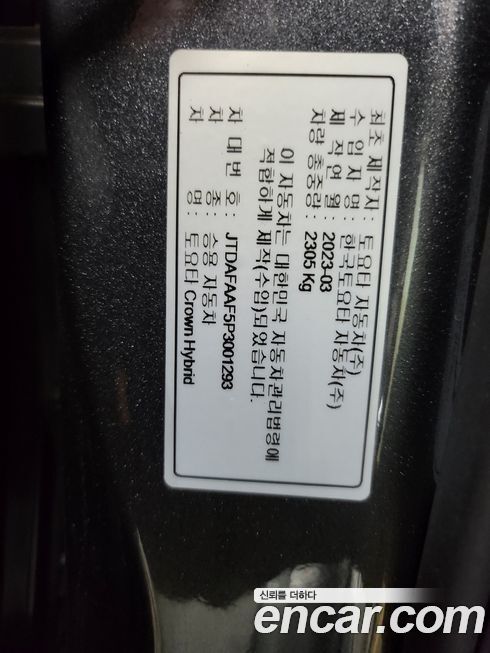 최초 제작자 : 토요타 자동차(주)
수 입 자 명 : 한국토요타 자동차(주)
제 작 연 월 : 2023-03
차량 총중량 : 2305 Kg
이 자동차는 대한민국 자동차관리법령에
적합하게 제작(수입)되었습니다.
차 대 번 호 : JTDAFAAF5P3001293
차 종 : 승용 자동차
차 명 : 토요타 Crown Hybrid
신뢰를 더하다
encar.com